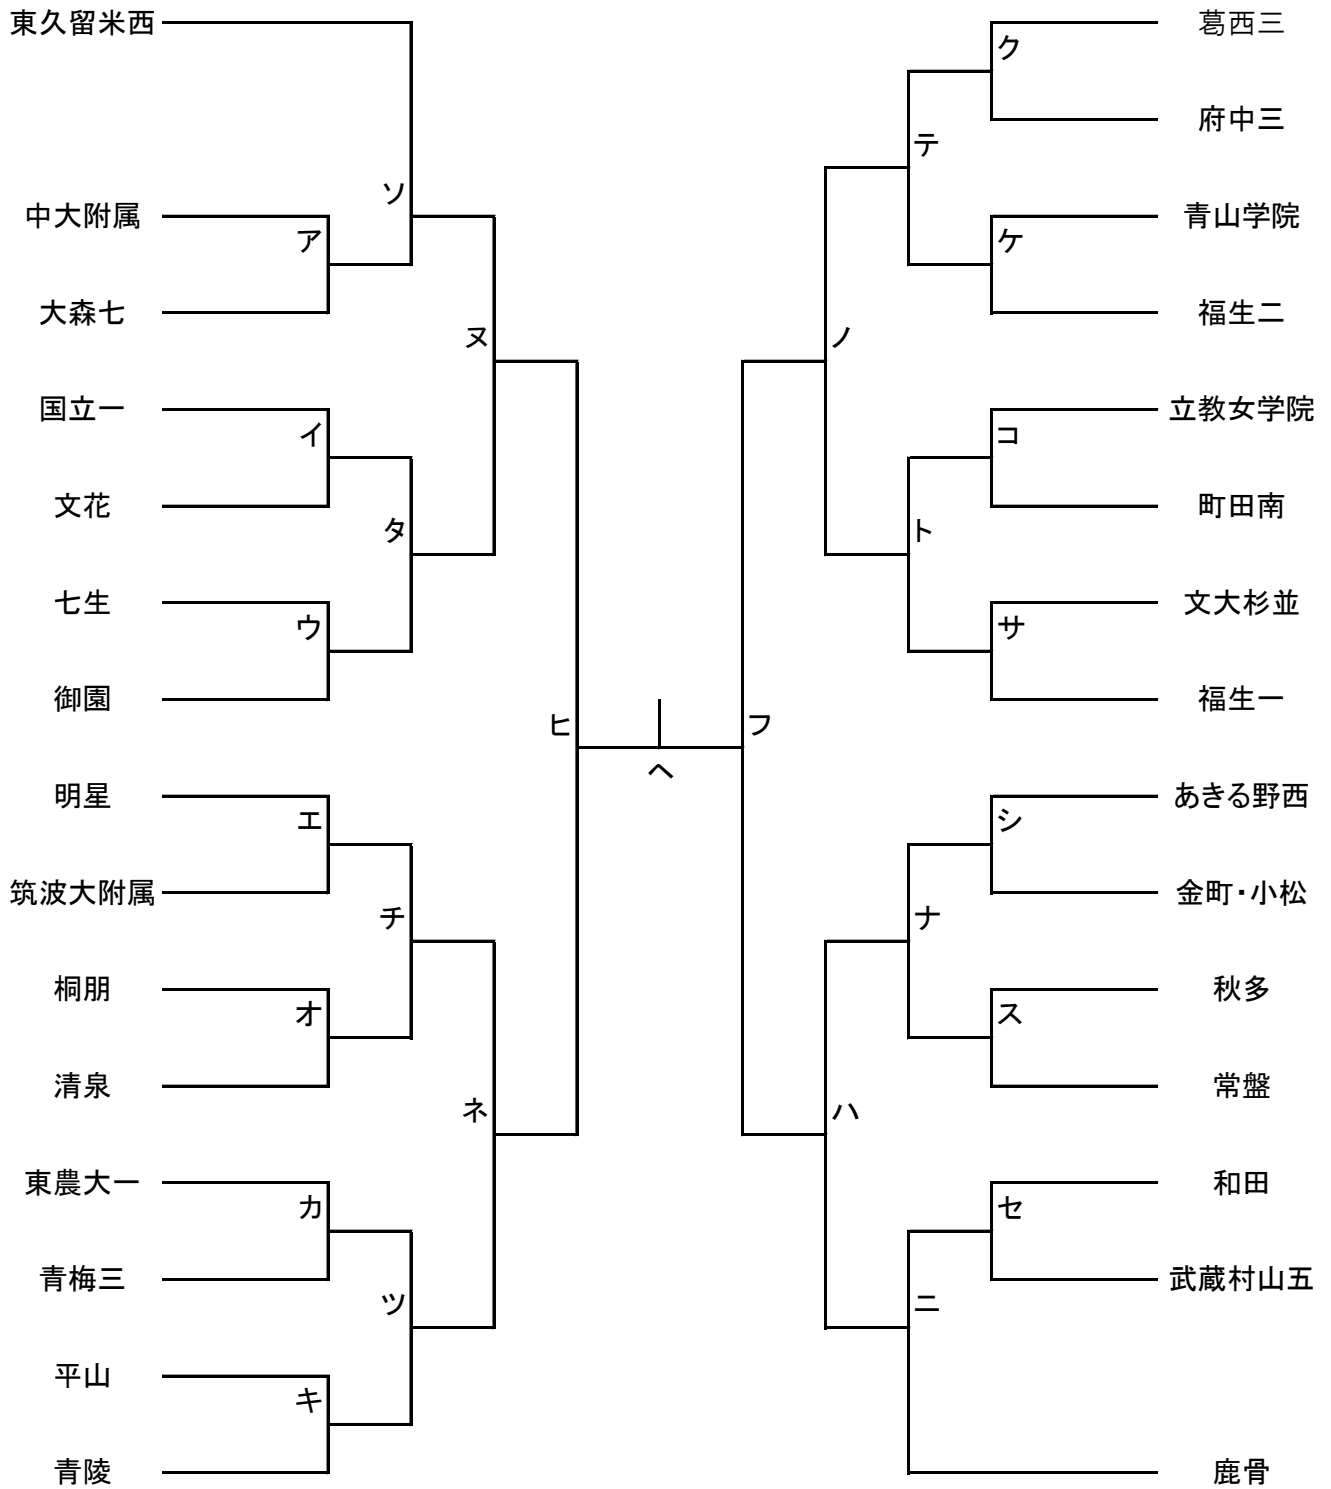 東久留米西
ソ
中大附属
ア
大森七
ヌ
国立一
イ
文花
タ
七生
ウ
御園
ヒ
明星
エ
筑波大附属
チ
桐朋
オ
清泉
ネ
東農大一
カ
青梅三
ツ
平山
キ
青陵
ヘ
葛西三
ク
府中三
テ
青山学院
ケ
福生二
ノ
立教女学院
コ
町田南
ト
文大杉並
サ
福生一
フ
あきる野西
シ
金町・小松
ナ
秋多
ス
常盤
ハ
和田
セ
武蔵村山五
ニ
鹿骨